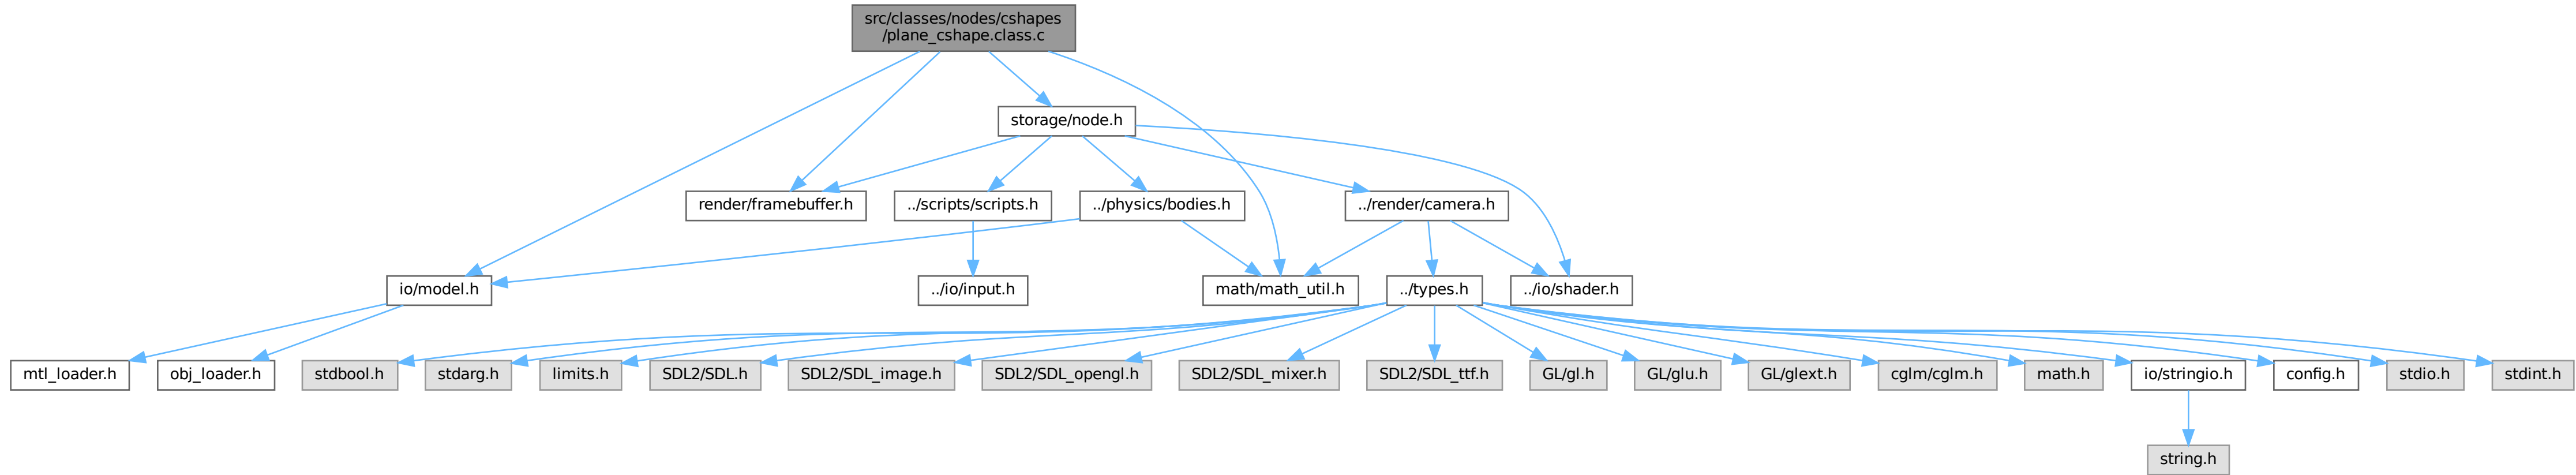 src/classes/nodes/cshapes
/plane_cshape.class.c
storage/node.h
render/framebuffer.h
../scripts/scripts.h
../physics/bodies.h
../render/camera.h
io/model.h
../io/input.h
math/math_util.h
../types.h
../io/shader.h
mtl_loader.h
obj_loader.h
stdbool.h
stdarg.h
limits.h
SDL2/SDL.h
SDL2/SDL_image.h
SDL2/SDL_opengl.h
SDL2/SDL_mixer.h
SDL2/SDL_ttf.h
GL/gl.h
GL/glu.h
GL/glext.h
cglm/cglm.h
math.h
io/stringio.h
config.h
stdio.h
stdint.h
string.h